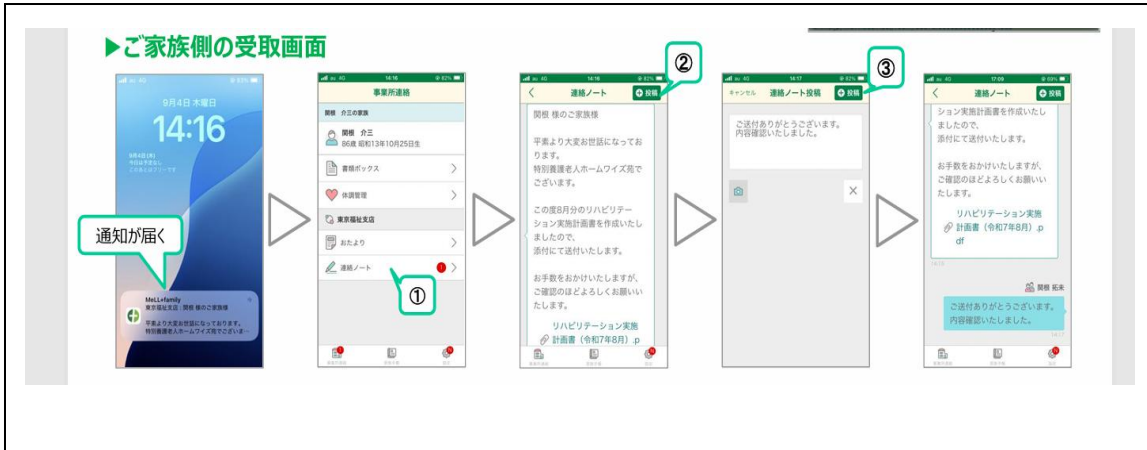 ▶ご家族側の受取画面
9月4日 木曜日
14:16
通知が届く
MeLL+family
東京福祉支店：関根 様のご家族様
平素より大変お世話になっております。
特別養護老人ホームワイズ苑でございま…
au 4G 14:16 82%
事業所連絡
関根 介三の家族
関根 介三
86歳 昭和13年10月25日生
書類ボックス
体調管理
東京福祉支店
おたより
連絡ノート
①
au 4G 14:16 82%
連絡ノート
投稿
②
関根 様のご家族様
平素より大変お世話になってお
ります。
特別養護老人ホームワイズ苑で
ございます。
この度8月分のリハビリテー
ション実施計画書を作成いたし
ましたので、
添付にて送付いたします。
お手数をおかけいたしますが、
ご確認のほどよろしくお願いい
たします。
リハビリテーション実施
計画書（令和7年8月）.p
au 4G 14:17 82%
キャンセル 連絡ノート投稿
投稿
③
ご送付ありがとうございます。
内容確認いたしました。
au 4G 17:09
連絡ノート
投稿
ション実施計画書を作成いたし
ましたので、
添付にて送付いたします。
お手数をおかけいたしますが、
ご確認のほどよろしくお願いい
たします。
リハビリテーション実施
計画書（令和7年8月）.p
df
関根 拓未
ご送付ありがとうございます。
内容確認いたしました。